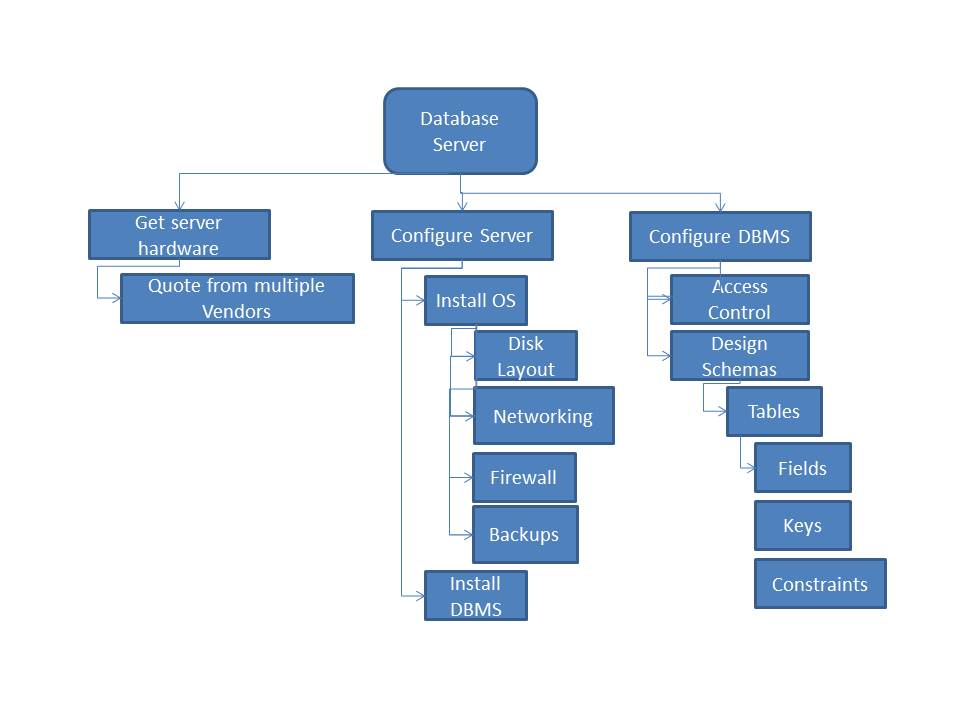 Database
Server
Get server
hardware
Quote from multiple
Vendors
Configure Server
Install OS
Disk
Layout
Networking
Firewall
Backups
Install
DBMS
Configure DBMS
Access
Control
Design
Schemas
Tables
Fields
Keys
Constraints